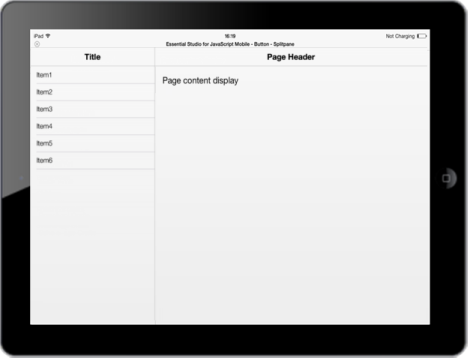 iPad
16:19
Not Charging
Essential Studio for JavaScript Mobile - Button - Splitpane
Title
Page Header
Item1
Item2
Item3
Item4
Item5
Item6
Page content display